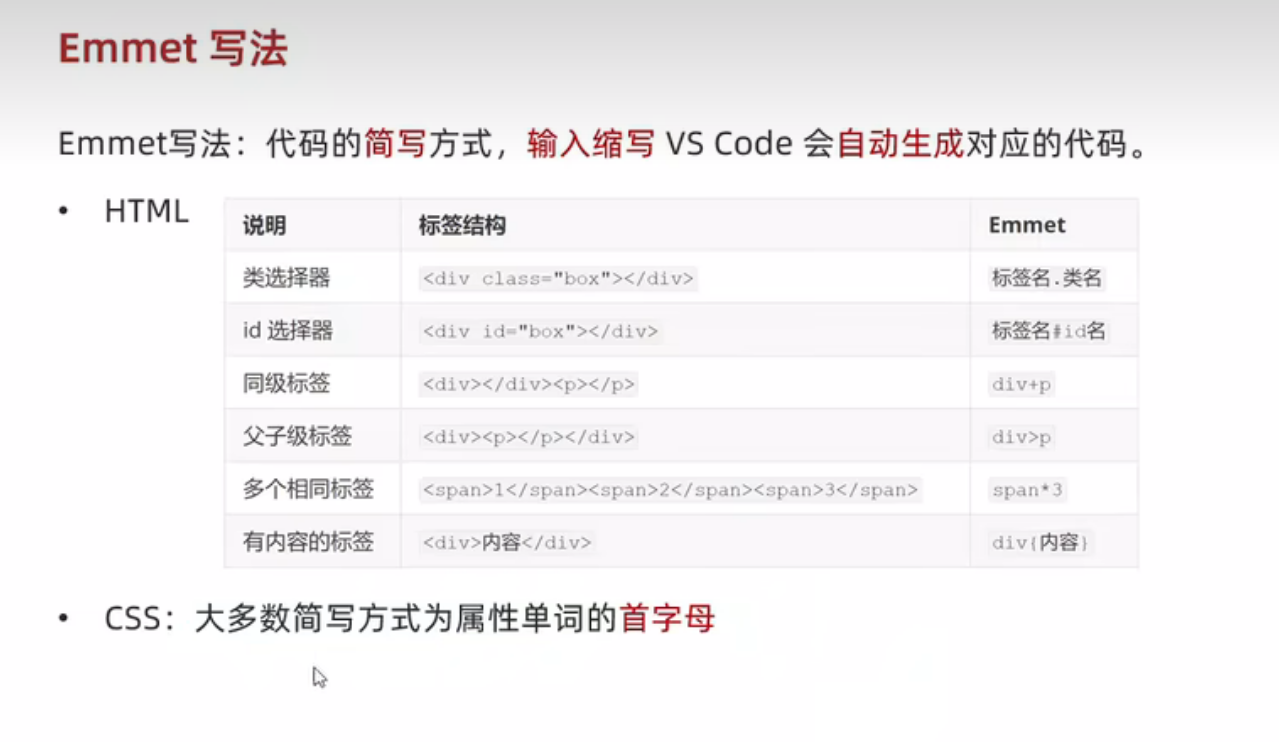 Emmet 写法
Emmet写法：代码的简写方式，输入缩写 VS Code 会自动生成对应的代码。
• HTML
说明 标签结构 Emmet
类选择器 <div class="box"></div> 标签名.类名
id 选择器 <div id="box"></div> 标签名#id名
同级标签 <div></div><p></p> div+p
父子级标签 <div><p></p></div> div>p
多个相同标签 <span>1</span><span>2</span><span>3</span> span*3
有内容的标签 <div>内容</div> div{内容}
• CSS：大多数简写方式为属性单词的首字母